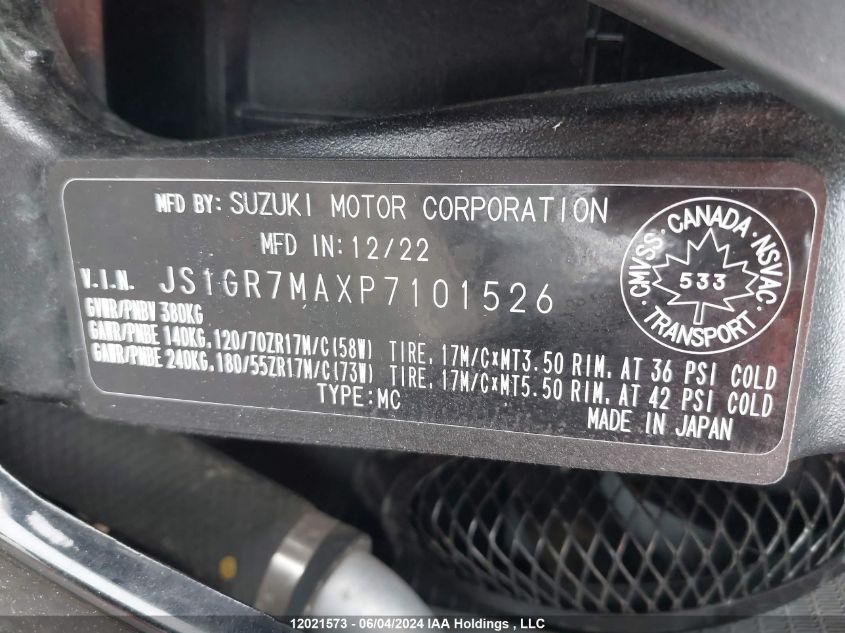 MFD BY: SUZUKI MOTOR CORPORATION
MFD IN: 12/22
V.I.N. JS1GR7MAXP7101526
GVWR/PNBV 380KG
GAWR/PNBE 140KG.120/70ZR17M/C(58W) TIRE. 17M/C×MT3.50 RIM. AT 36 PSI COLD
GAWR/PNBE 240KG.180/55ZR17M/C(73W) TIRE. 17M/C×MT5.50 RIM. AT 42 PSI COLD
TYPE:MC
MADE IN JAPAN
CMVSS · CANADA · NSVAC
533
· TRANSPORT ·
12021573 - 06/04/2024 IAA Holdings , LLC